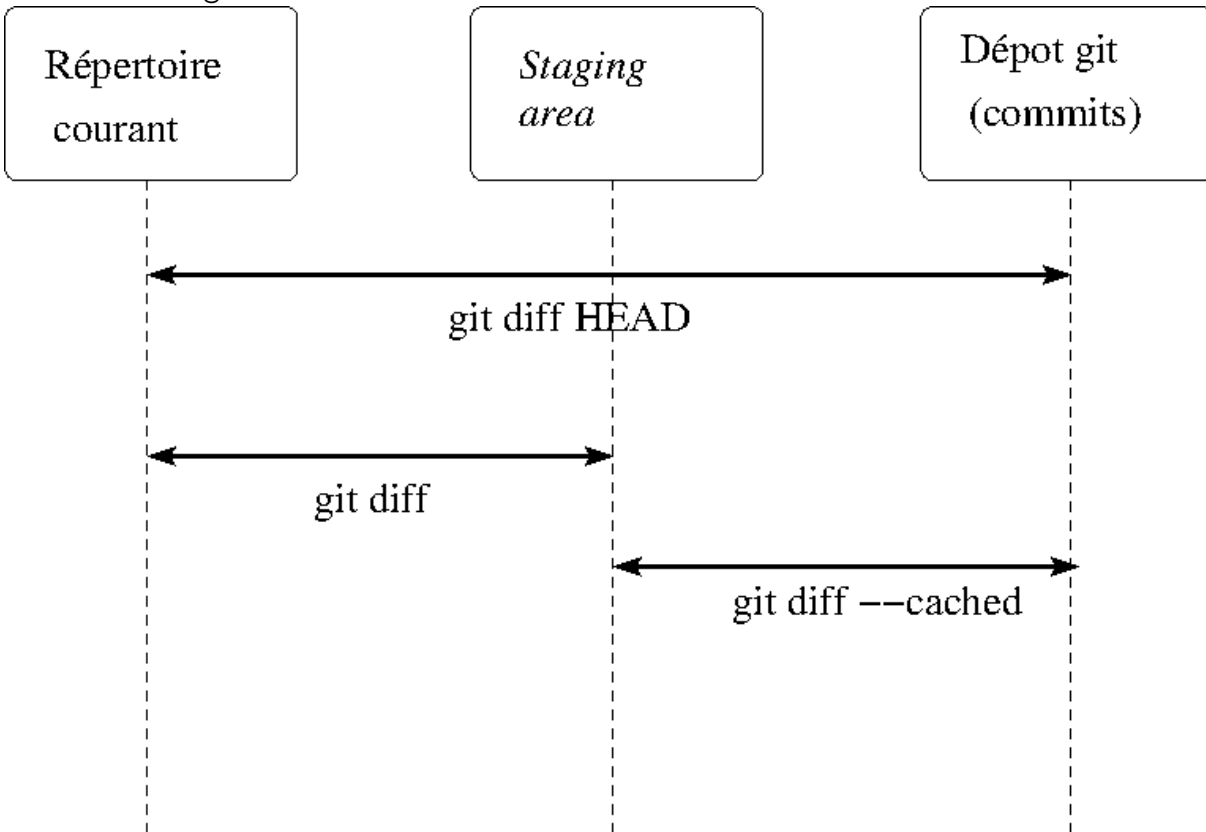 Répertoire
courant
Staging
area
Dépot git
(commits)
git diff HEAD
git diff
git diff --cached